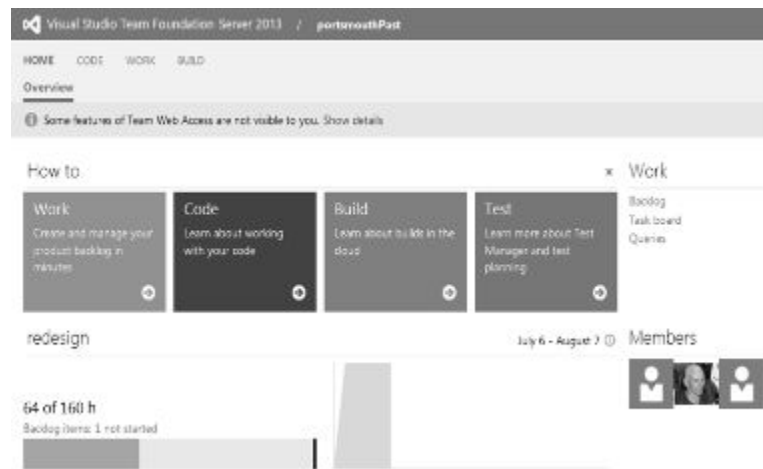 Visual Studio Team Foundation Server 2013 / portsmouthPast
HOME CODE WORK BUILD
Overview
Some features of Team Web Access are not visible to you. Show details
How to x Work
Work Code Build Test
Create and manage your product backlog in minutes
Learn about working with your code
Learn about builds in the cloud
Learn more about Test Manager and test planning
Backlog
Task board
Queries
redesign July 6 - August 7 Members
64 of 160 h
Backlog items: 1 not started